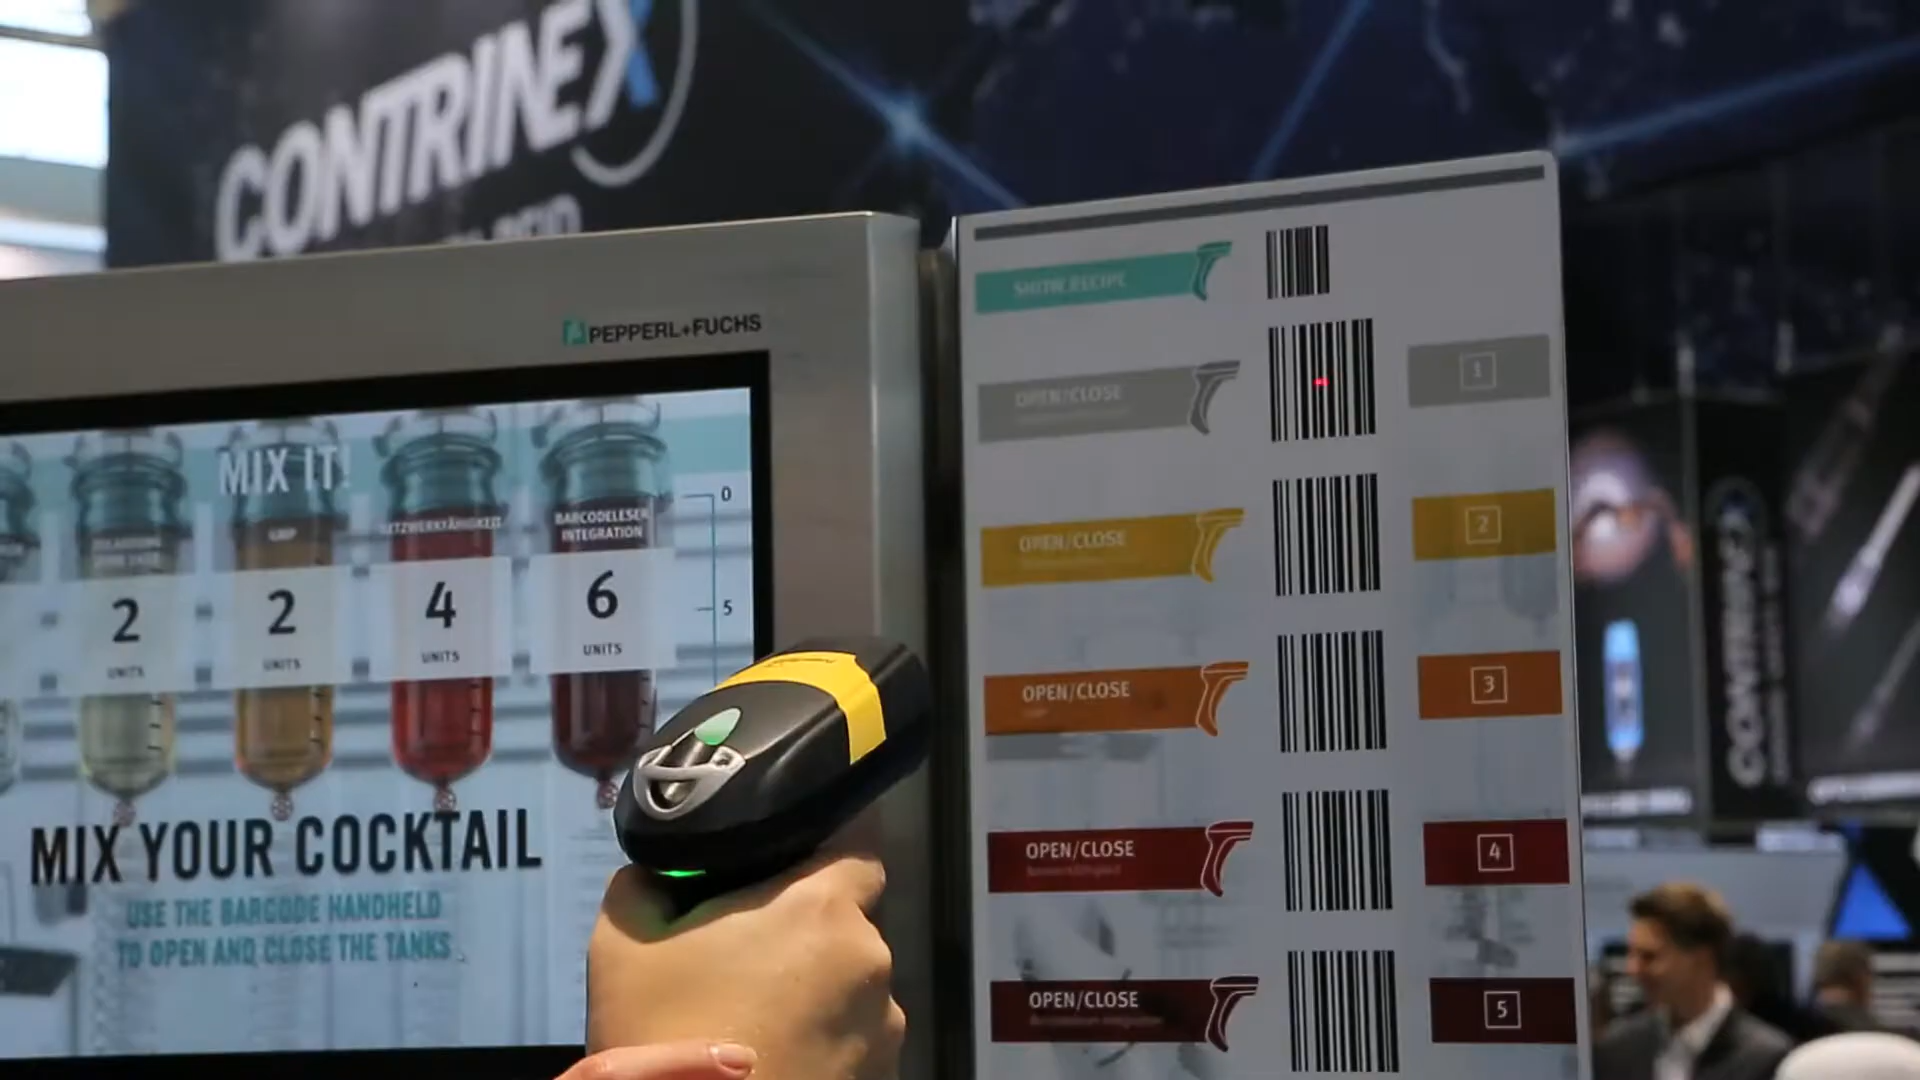 CONTRINEX
PEPPERL+FUCHS
MIX IT!
NETZWERKFÄHIGKEIT
BARCODELESER
INTEGRATION
2
UNITS
2
UNITS
4
UNITS
6
UNITS
0
5
MIX YOUR COCKTAIL
USE THE BARCODE HANDHELD
TO OPEN AND CLOSE THE TANKS
SHOW RECIPE
OPEN/CLOSE
1
OPEN/CLOSE
2
OPEN/CLOSE
3
OPEN/CLOSE
4
OPEN/CLOSE
5
CONTRINEX